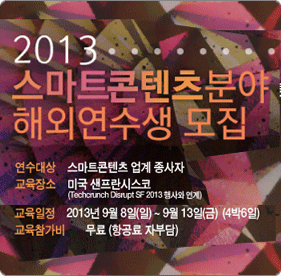 2013
스마트콘텐츠분야
해외연수생 모집
연수대상 스마트콘텐츠 업계 종사자
교육장소 미국 샌프란시스코
(Techcrunch Disrupt SF 2013 행사와 연계)
교육일정 2013년 9월 8일(일) ~ 9월 13일(금) (4박6일)
교육참가비 무료 (항공료 자부담)